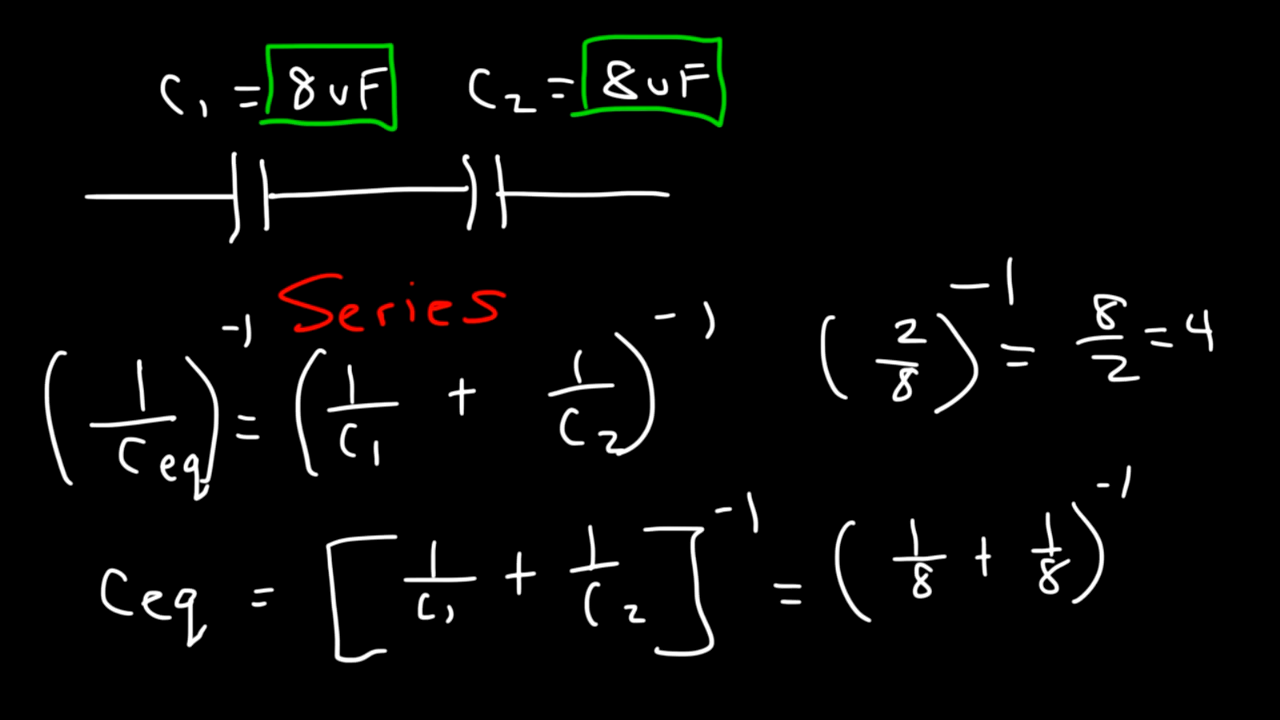 C₁ = 8uF C₂ = 8uF
Series
(1/Ceq)⁻¹ = (1/C₁ + 1/C₂)⁻¹
(2/8)⁻¹ = 8/2 = 4
Ceq = [1/C₁ + 1/C₂]⁻¹ = (1/8 + 1/8)⁻¹